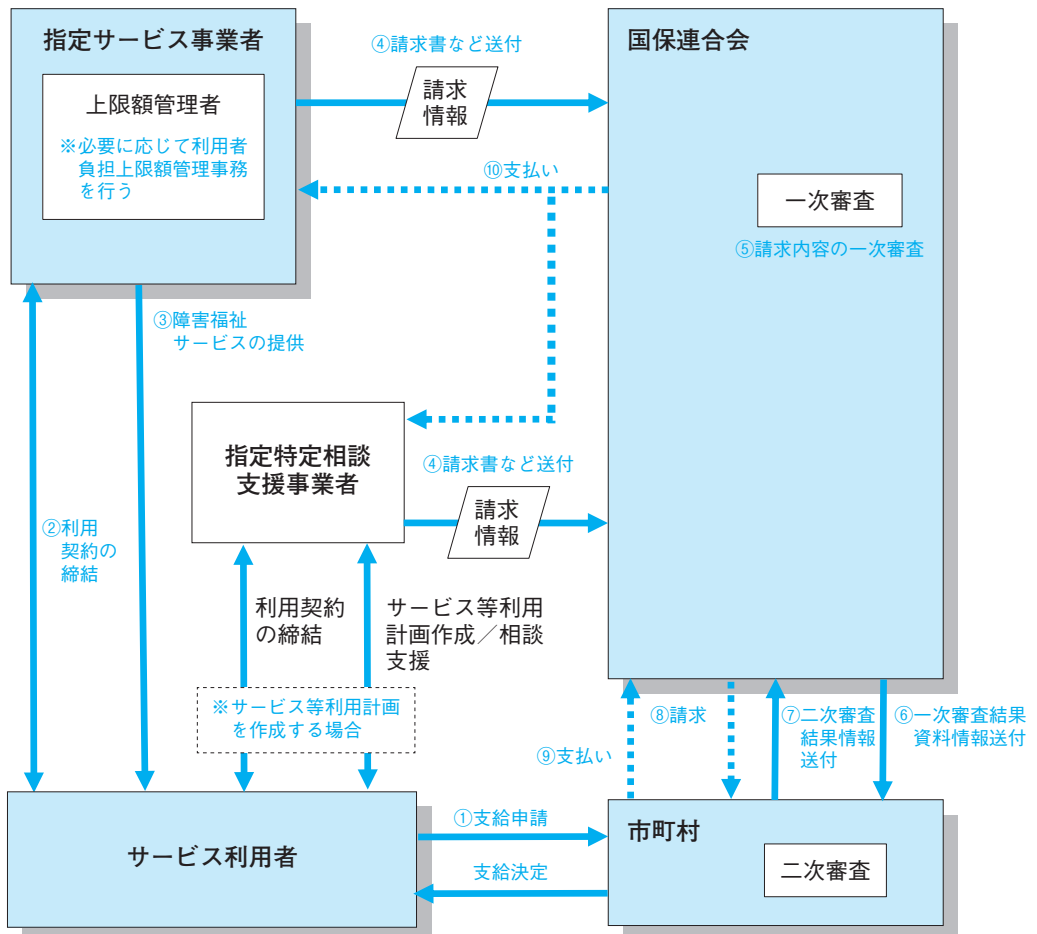 指定サービス事業者
上限額管理者
※必要に応じて利用者
負担上限額管理事務
を行う
④請求書など送付
請求
情報
国保連合会
⑩支払い
一次審査
⑤請求内容の一次審査
③障害福祉
サービスの提供
指定特定相談
支援事業者
④請求書など送付
請求
情報
②利用
契約の
締結
利用契約
の締結
サービス等利用
計画作成／相談
支援
※サービス等利用計画
を作成する場合
⑧請求
⑨支払い
⑦二次審査
結果情報
送付
⑥一次審査結果
資料情報送付
サービス利用者
①支給申請
支給決定
市町村
二次審査